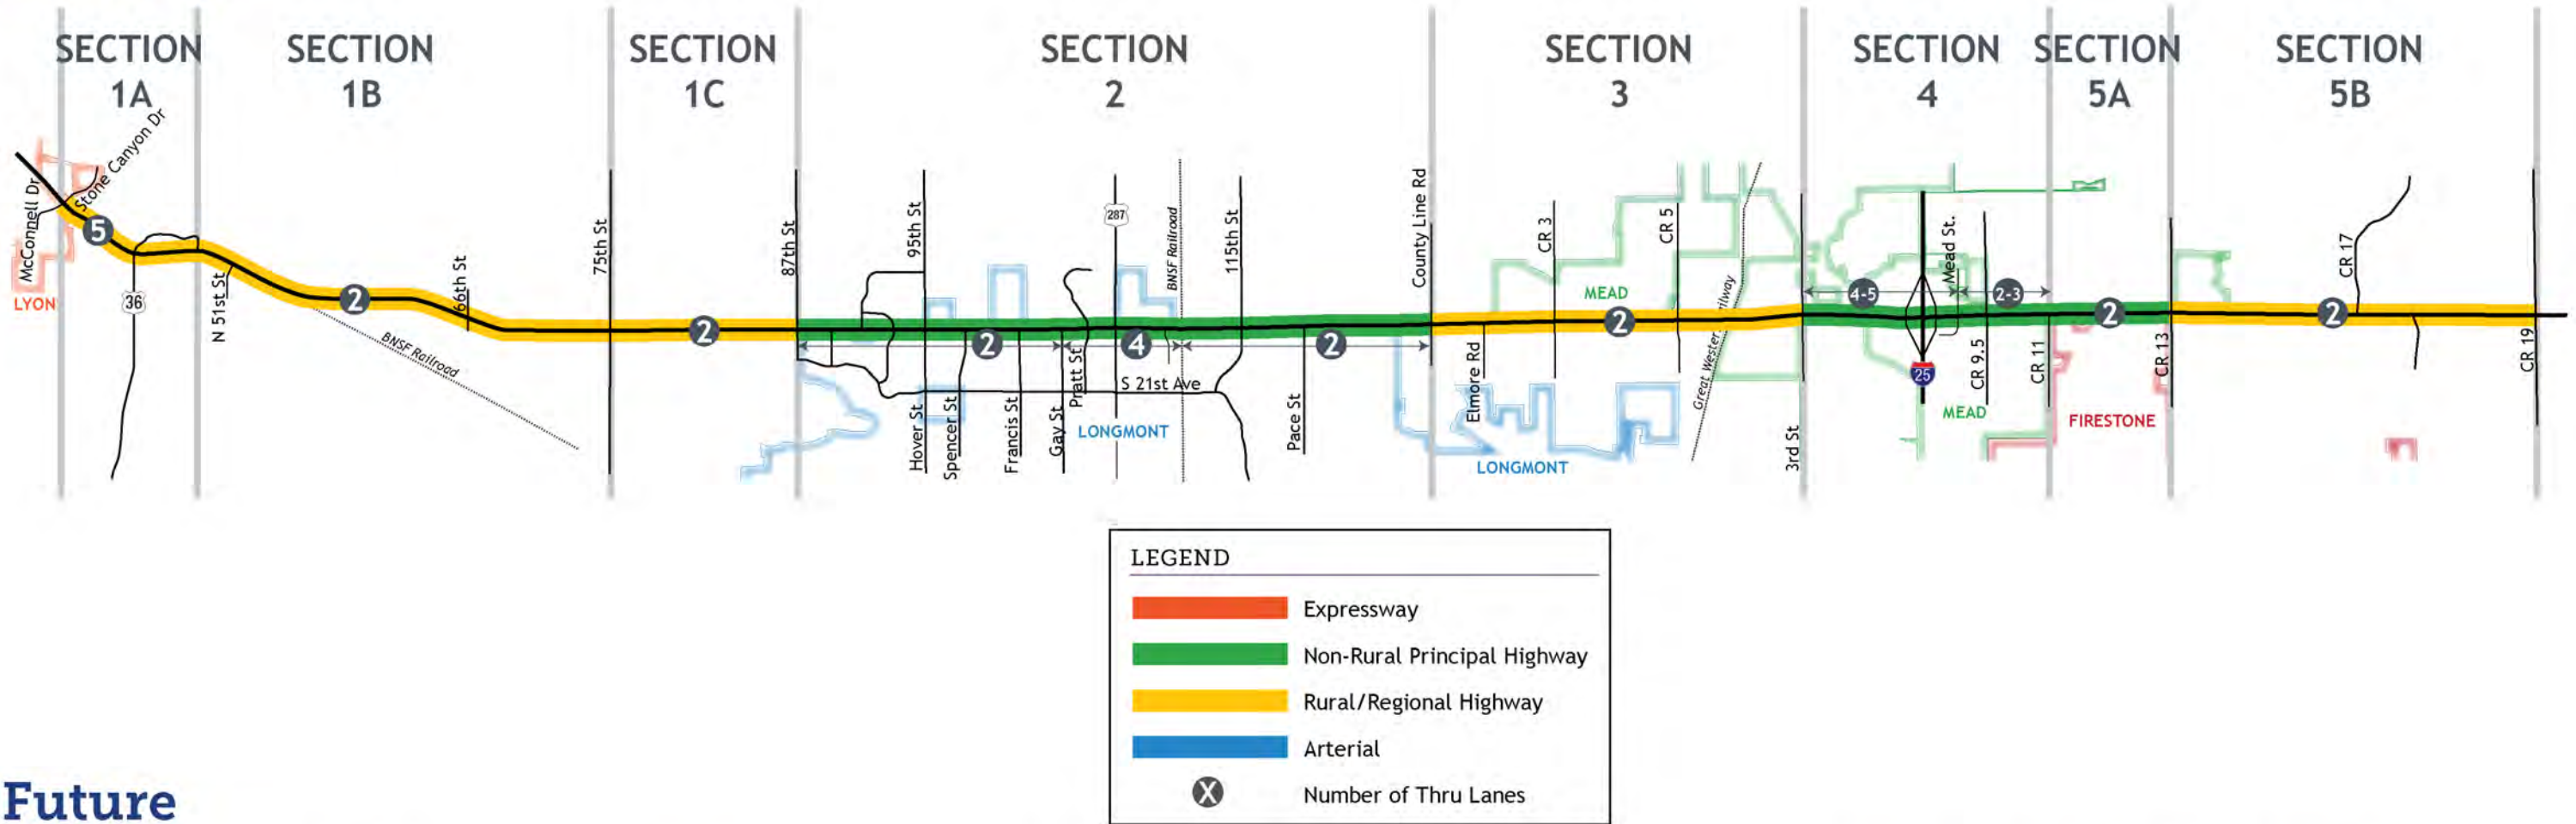 SECTION
1A
SECTION
1B
SECTION
1C
SECTION
2
SECTION
3
SECTION
4
SECTION
5A
SECTION
5B
McConnell Dr
Stone Canyon Dr
LYON
5
36
N 51st St
2
66th St
BNSF Railroad
75th St
2
87th St
95th St
287
BNSF Railroad
115th St
County Line Rd
2
4
2
Hover St
Spencer St
Francis St
Gay St
Pratt St
S 21st Ave
LONGMONT
Pace St
Elmore Rd
CR 3
MEAD
2
CR 5
Great Western Railway
LONGMONT
3rd St
4-5
Mead St.
2-3
25
CR 9.5
MEAD
CR 11
2
FIRESTONE
CR 13
2
CR 17
CR 19
LEGEND
Expressway
Non-Rural Principal Highway
Rural/Regional Highway
Arterial
X Number of Thru Lanes
Future